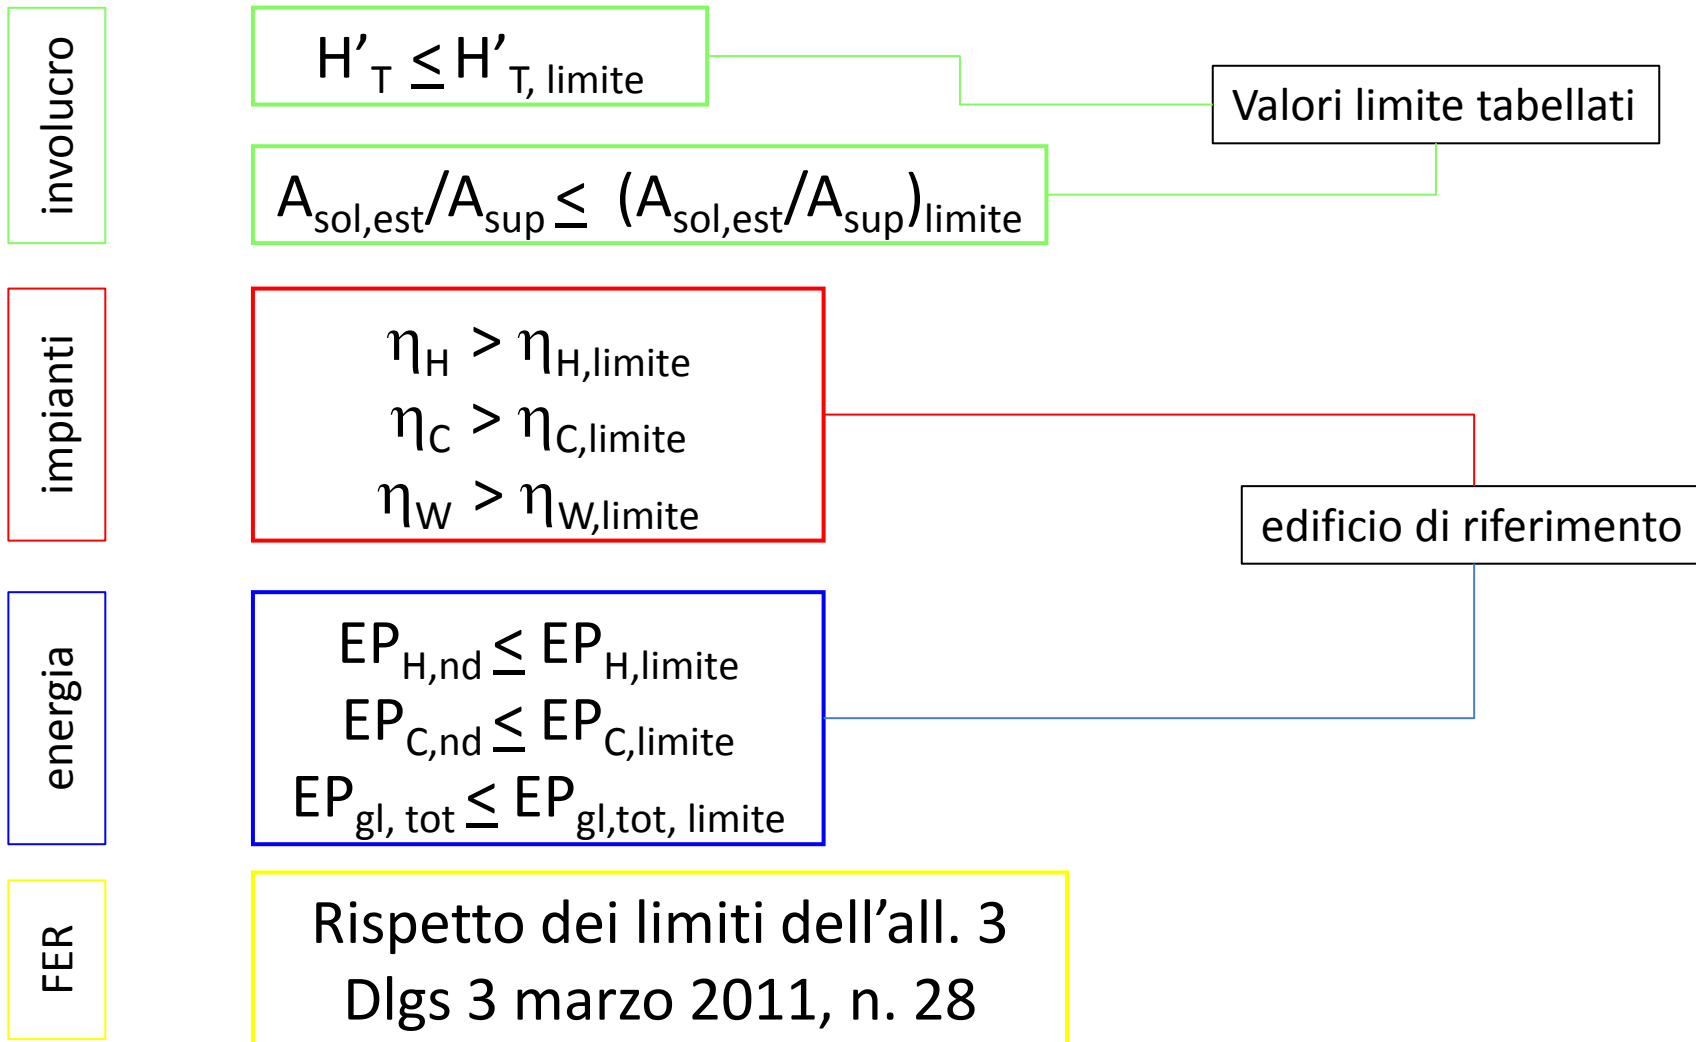 involucro
H’T ≤ H’T, limite
Asol,est/Asup ≤ (Asol,est/Asup)limite
Valori limite tabellati
impianti
ηH > ηH,limite
ηC > ηC,limite
ηW > ηW,limite
edificio di riferimento
energia
EPH,nd ≤ EPH,limite
EPC,nd ≤ EPC,limite
EPgl, tot ≤ EPgl,tot, limite
FER
Rispetto dei limiti dell’all. 3
Dlgs 3 marzo 2011, n. 28